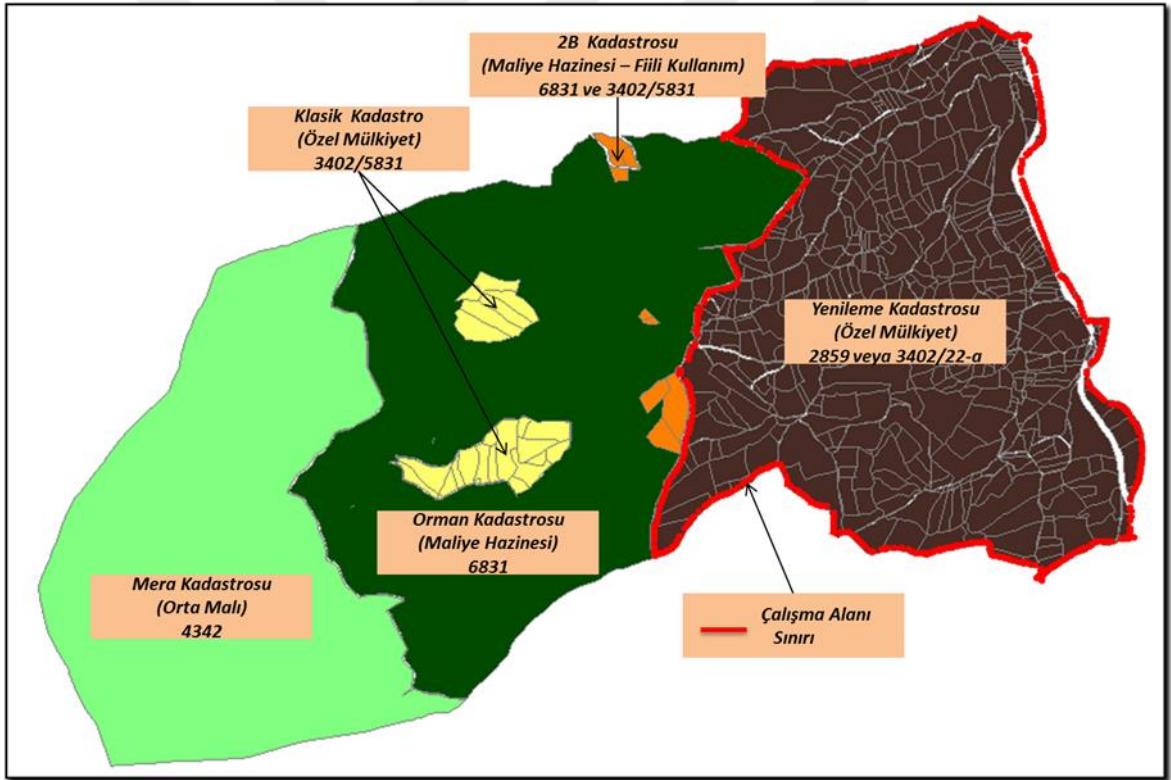 2B Kadastrosu
(Maliye Hazinesi – Fiili Kullanım)
6831 ve 3402/5831
Klasik Kadastro
(Özel Mülkiyet)
3402/5831
Yenileme Kadastrosu
(Özel Mülkiyet)
2859 veya 3402/22-a
Orman Kadastrosu
(Maliye Hazinesi)
6831
Mera Kadastrosu
(Orta Malı)
4342
Çalışma Alanı
Sınırı